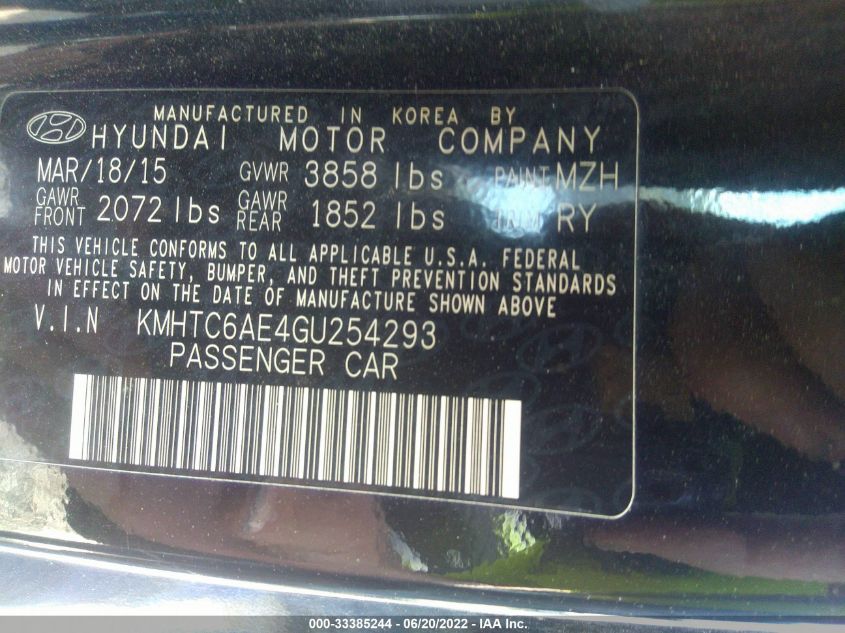 MANUFACTURED IN KOREA BY
HYUNDAI MOTOR COMPANY
MAR/18/15 GVWR 3858 lbs PAINT MZH
GAWR FRONT 2072 lbs GAWR REAR 1852 lbs TRIM RY
THIS VEHICLE CONFORMS TO ALL APPLICABLE U.S.A. FEDERAL
MOTOR VEHICLE SAFETY, BUMPER, AND THEFT PREVENTION STANDARDS
IN EFFECT ON THE DATE OF MANUFACTURE SHOWN ABOVE
V.I.N KMHTC6AE4GU254293
PASSENGER CAR
000-33385244 - 06/20/2022 - IAA Inc.